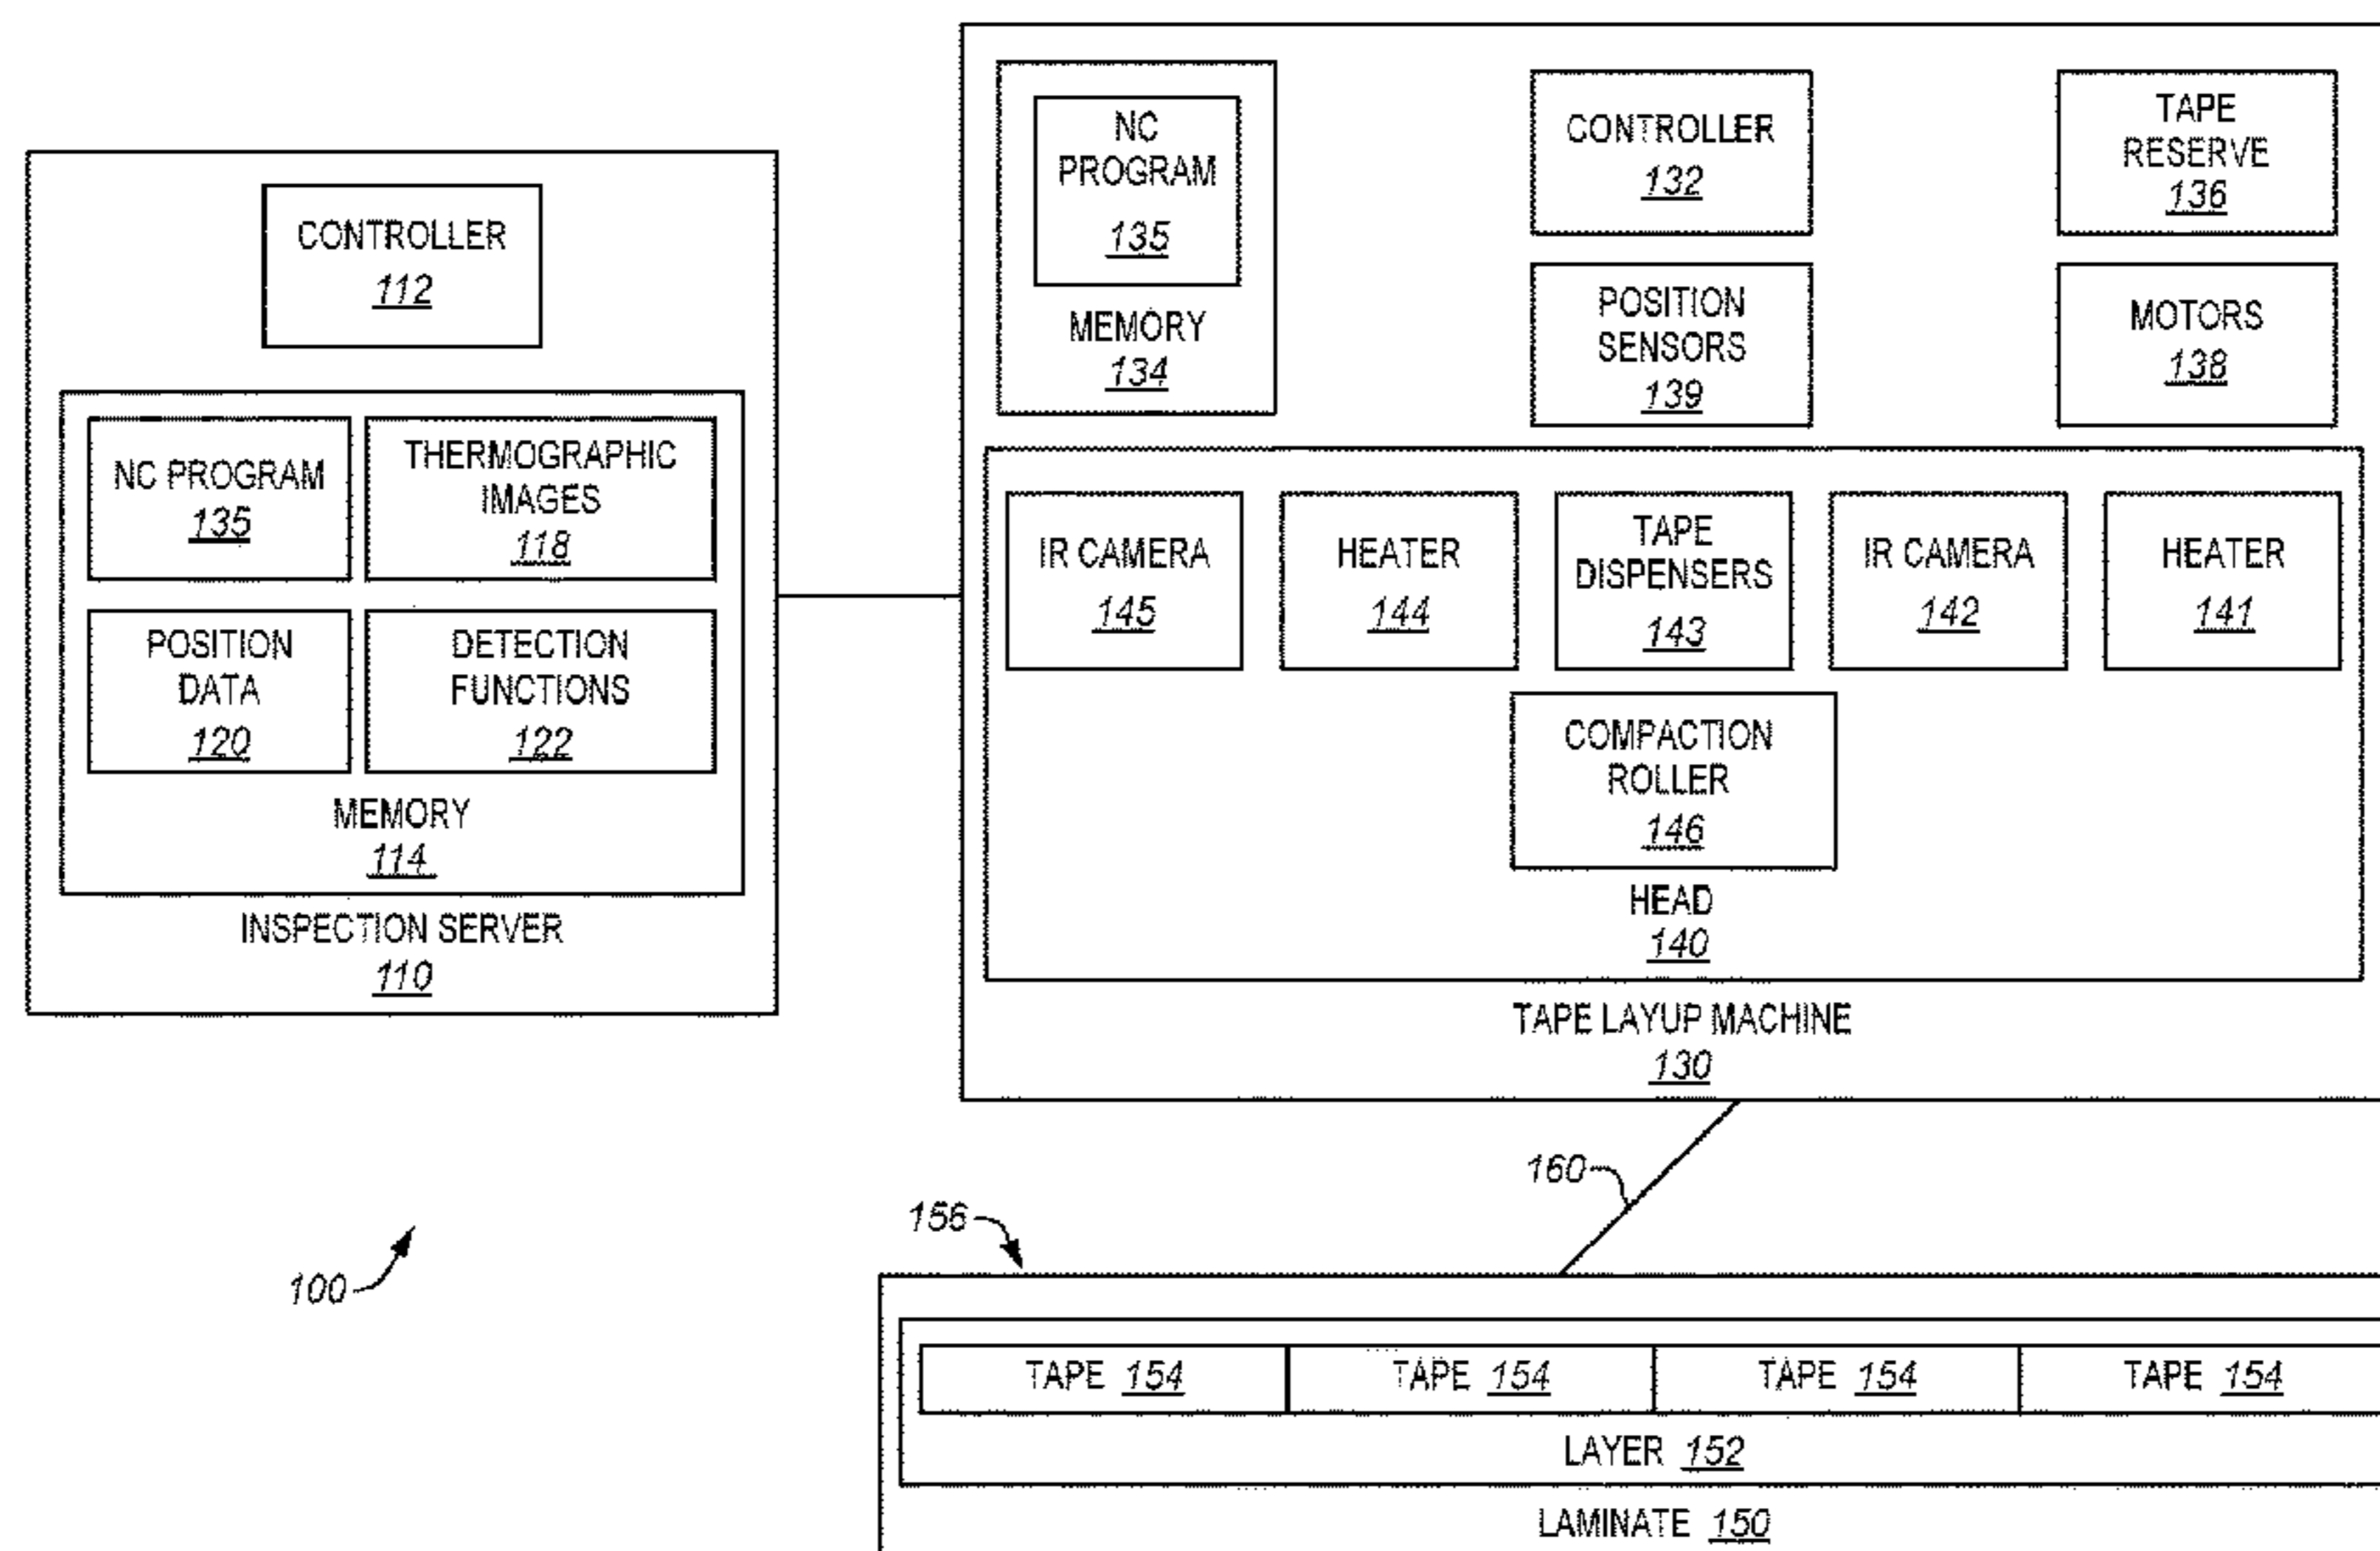 CONTROLLER
112
NC PROGRAM
135
THERMOGRAPHIC
IMAGES
118
POSITION
DATA
120
DETECTION
FUNCTIONS
122
MEMORY
114
INSPECTION SERVER
110
NC
PROGRAM
135
MEMORY
134
CONTROLLER
132
TAPE
RESERVE
136
POSITION
SENSORS
139
MOTORS
138
IR CAMERA
145
HEATER
144
TAPE
DISPENSERS
143
IR CAMERA
142
HEATER
141
COMPACTION
ROLLER
146
HEAD
140
TAPE LAYUP MACHINE
130
160
156
100
TAPE 154
TAPE 154
TAPE 154
TAPE 154
LAYER 152
LAMINATE 150